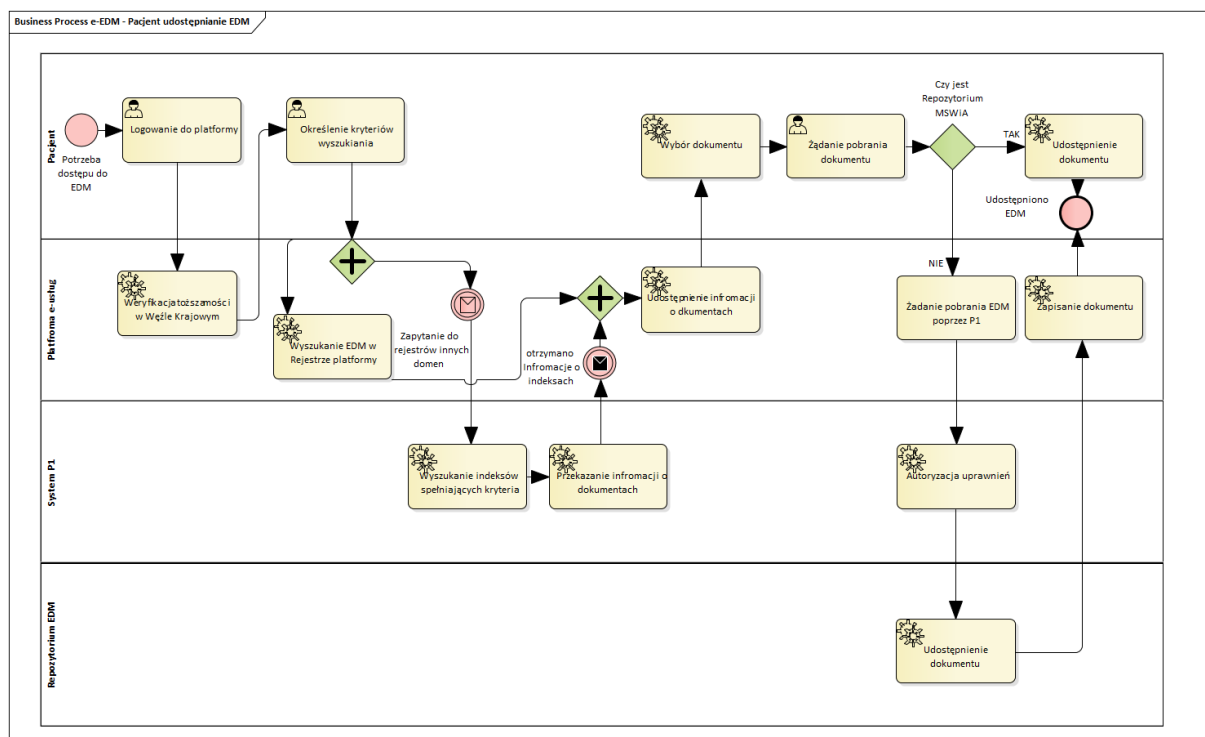 Business Process e-EDM - Pacjent udostępnianie EDM
Pacjent
Potrzeba
dostępu do
EDM
Logowanie do platformy
Określenie kryteriów
wyszukiania
Wybór dokumentu
Żądanie pobrania
dokumentu
Czy jest
Repozytorium
MSWiA
TAK
Udostępnienie
dokumentu
Udostępniono
EDM
NIE
Platforma e-usług
Weryfikacjatożsamości
w Węźle Krajowym
Wyszukanie EDM w
Rejestrze platformy
Zapytanie do
rejestrów innych
domen
otrzymano
Infromacje o
indeksach
Udostępnienie infromacji
o dkumentach
Żadanie pobrania EDM
poprzez P1
Zapisanie dokumentu
System P1
Wyszukanie indeksów
spełniających kryteria
Przekazanie infromacji o
dokumentach
Autoryzacja uprawnień
Repozytorium EDM
Udostępnienie
dokumentu